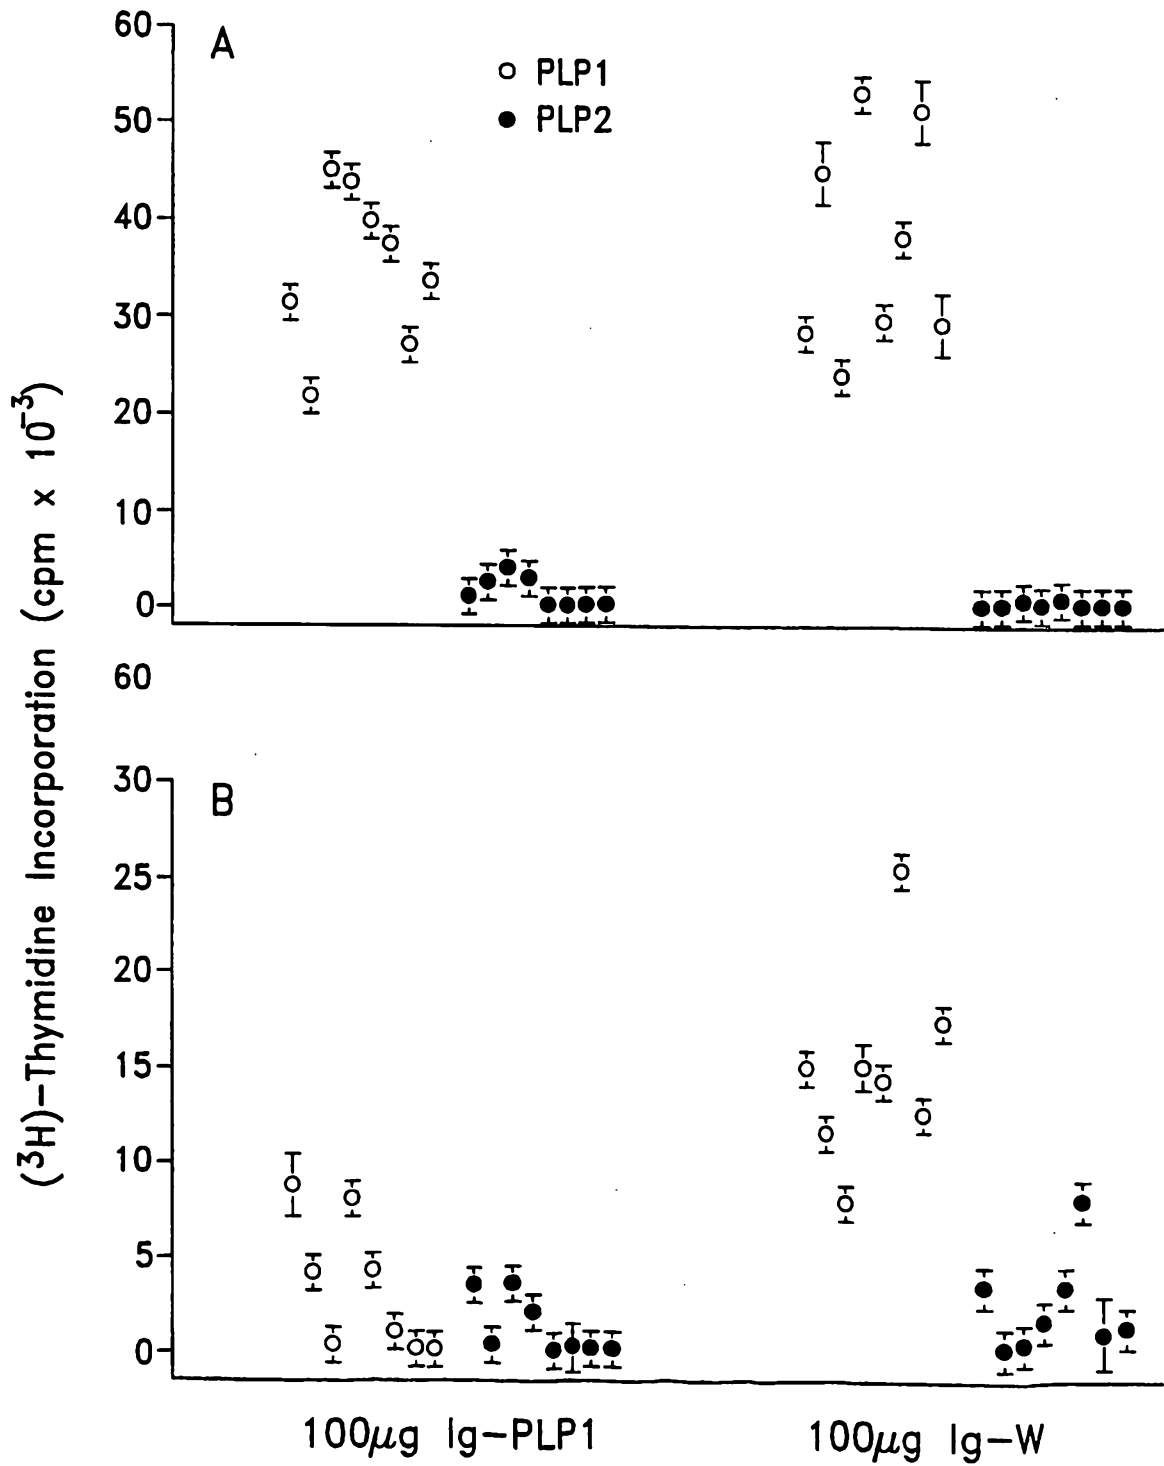 60
A
PLP1
PLP2
50
40
30
20
10
0
(³H)-Thymidine Incorporation (cpm x 10⁻³)
60
30
B
25
20
15
10
5
0
100μg Ig-PLP1
100μg Ig-W